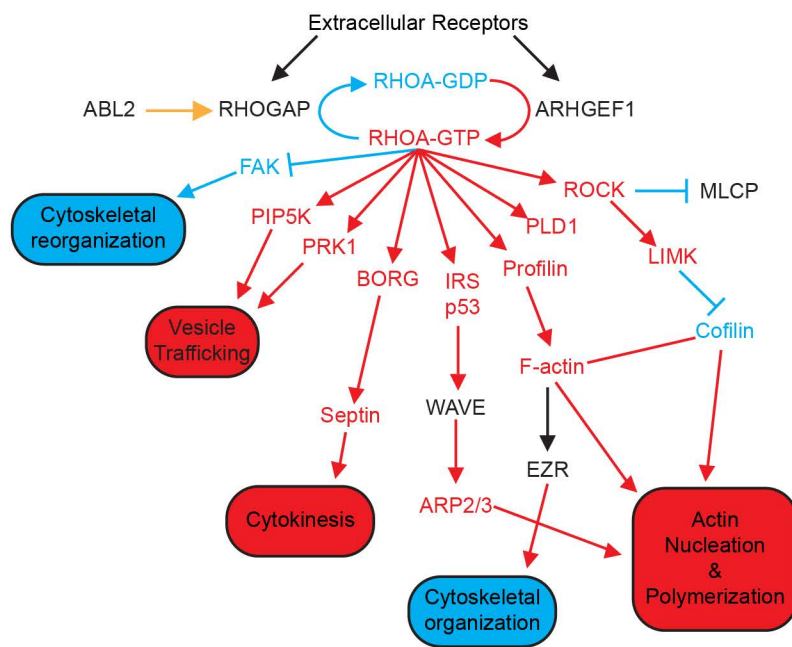 Extracellular Receptors
RHOA-GDP
ABL2
RHOGAP
ARHGEF1
RHOA-GTP
FAK
ROCK
MLCP
Cytoskeletal
reorganization
PIP5K
PLD1
PRK1
LIMK
BORG
IRS
p53
Profilin
Vesicle
Trafficking
Cofilin
F-actin
Septin
WAVE
EZR
ARP2/3
Cytokinesis
Actin
Nucleation
&
Polymerization
Cytoskeletal
organization